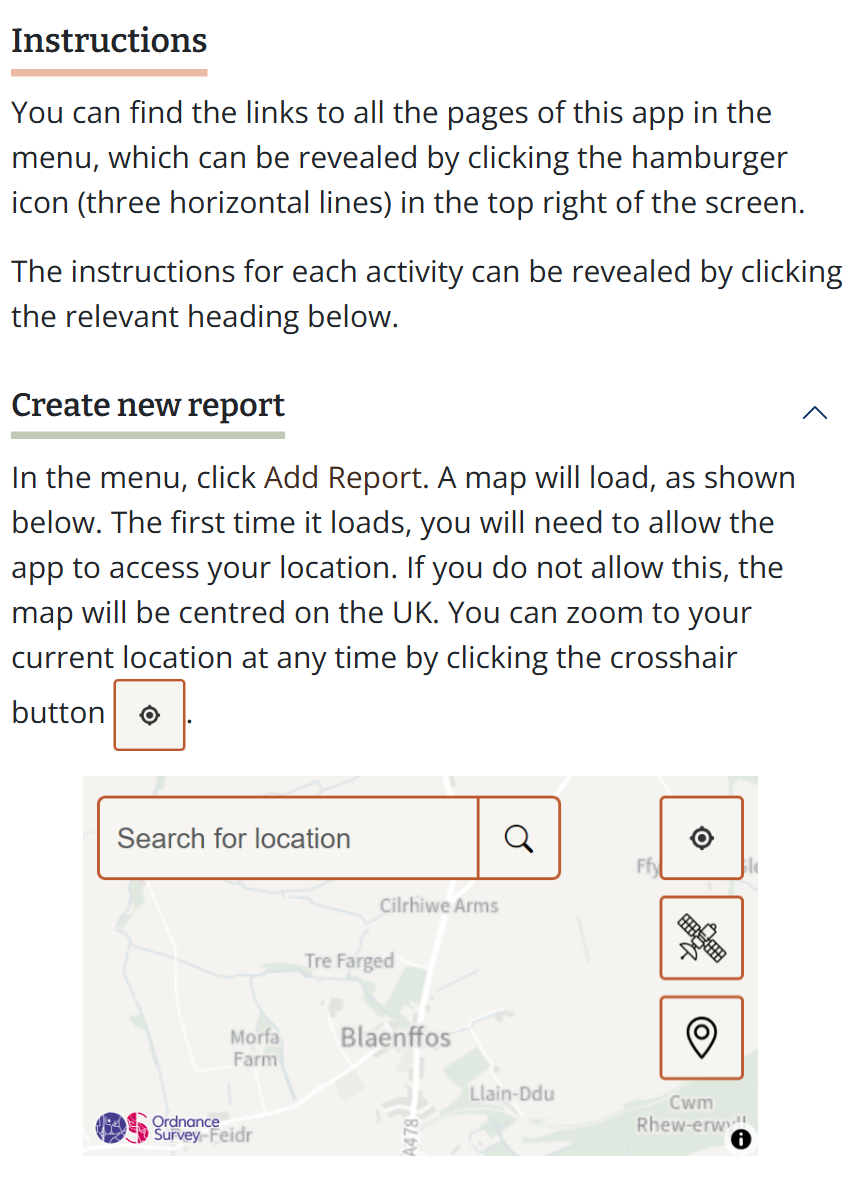 Instructions
You can find the links to all the pages of this app in the
menu, which can be revealed by clicking the hamburger
icon (three horizontal lines) in the top right of the screen.
The instructions for each activity can be revealed by clicking
the relevant heading below.
Create new report
In the menu, click Add Report. A map will load, as shown
below. The first time it loads, you will need to allow the
app to access your location. If you do not allow this, the
map will be centred on the UK. You can zoom to your
current location at any time by clicking the crosshair
button .
Search for location
Ffy
Cilrhiwe Arms
Tre Farged
Morfa
Farm
Blaenffos
Llain-Ddu
Cwm
Ordnance
Survey
-Feidr
A478